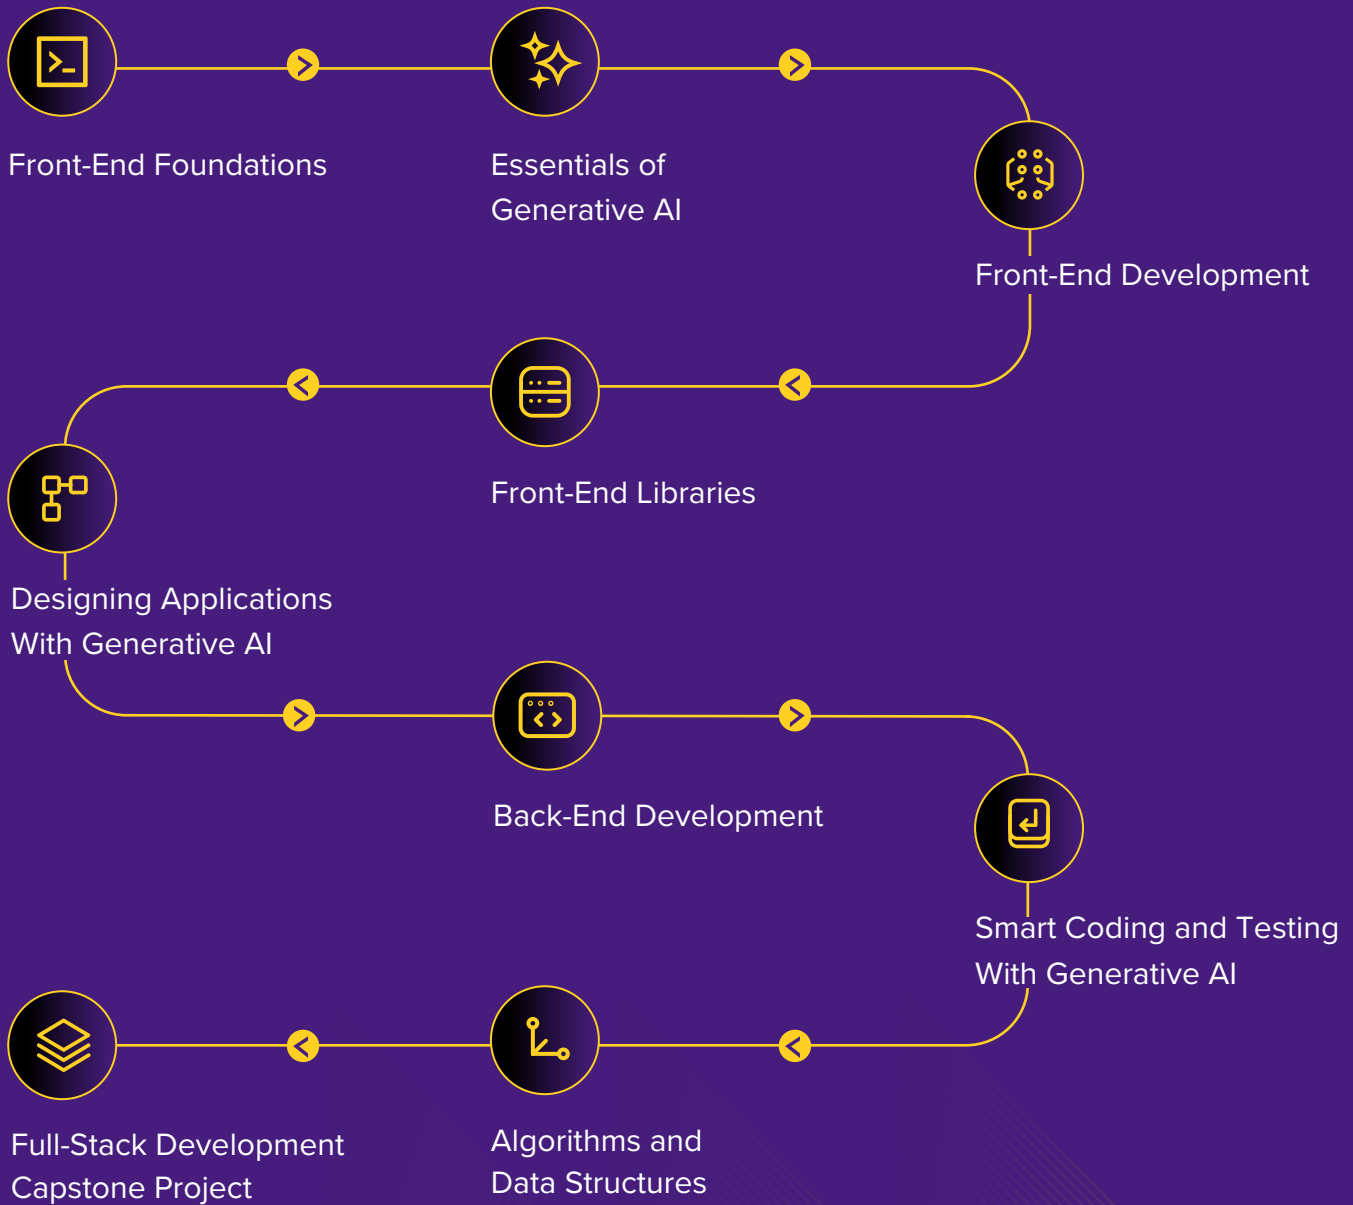 Front-End Foundations
Essentials of
Generative AI
Front-End Development
Front-End Libraries
Designing Applications
With Generative AI
Back-End Development
Smart Coding and Testing
With Generative AI
Algorithms and
Data Structures
Full-Stack Development
Capstone Project